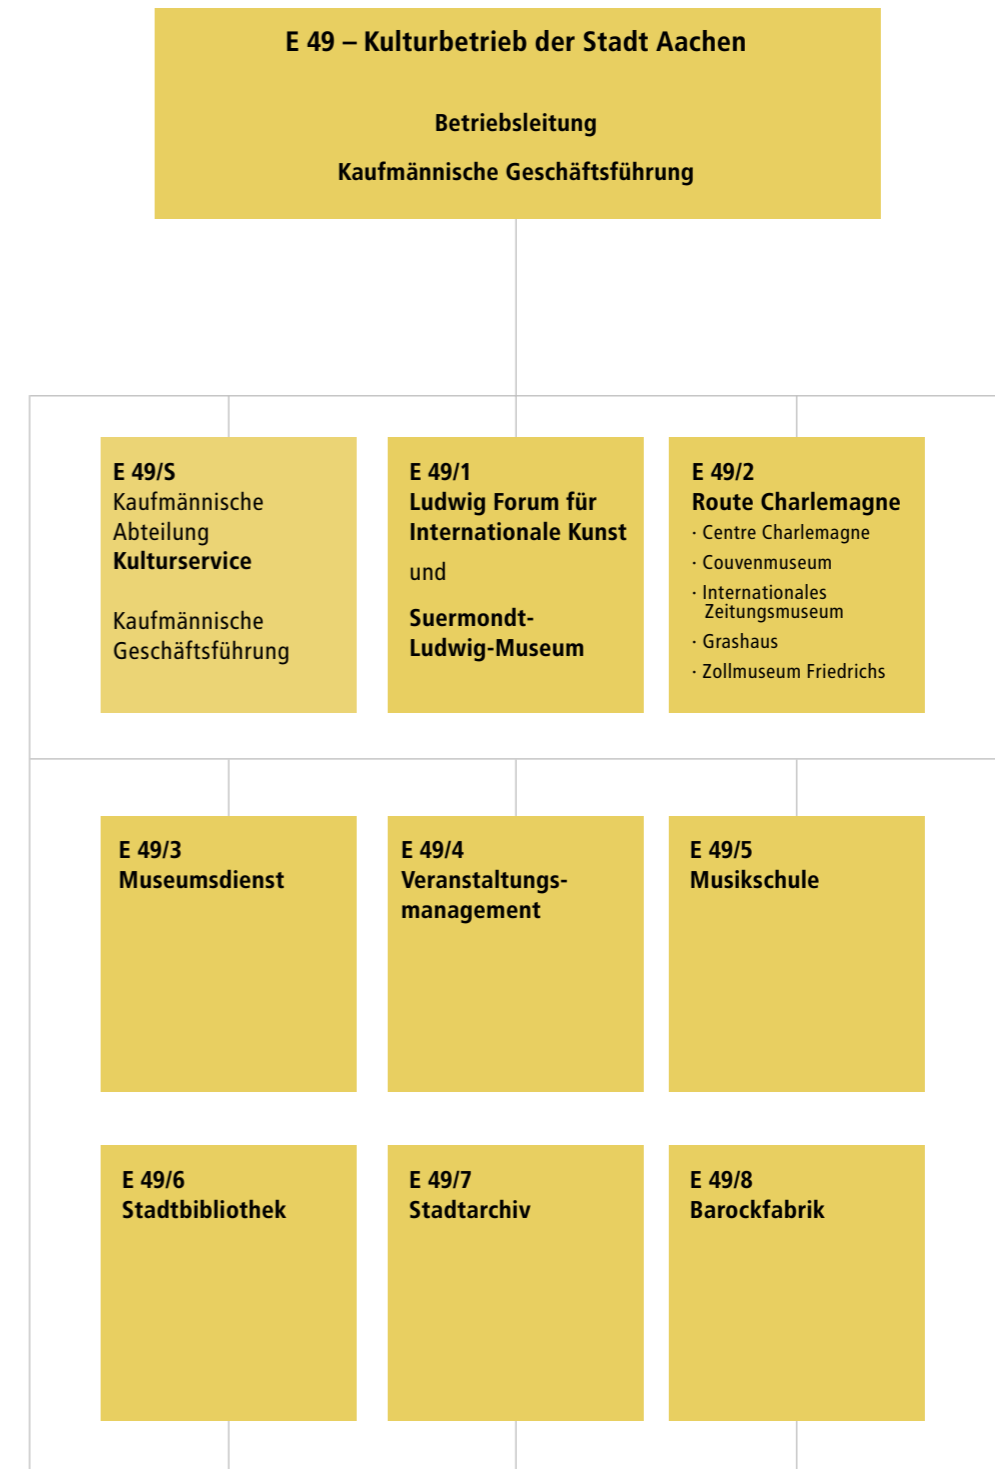 E 49 – Kulturbetrieb der Stadt Aachen
Betriebsleitung
Kaufmännische Geschäftsführung
E 49/S
Kaufmännische
Abteilung
Kulturservice
Kaufmännische
Geschäftsführung
E 49/1
Ludwig Forum für
Internationale Kunst
und
Suermondt-
Ludwig-Museum
E 49/2
Route Charlemagne
· Centre Charlemagne
· Couvenmuseum
· Internationales
Zeitungsmuseum
· Grashaus
· Zollmuseum Friedrichs
E 49/3
Museumsdienst
E 49/4
Veranstaltungs-
management
E 49/5
Musikschule
E 49/6
Stadtbibliothek
E 49/7
Stadtarchiv
E 49/8
Barockfabrik